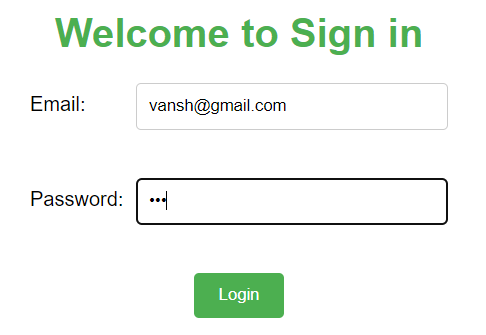 Welcome to Sign in
Email: vansh@gmail.com
Password: •••
Login